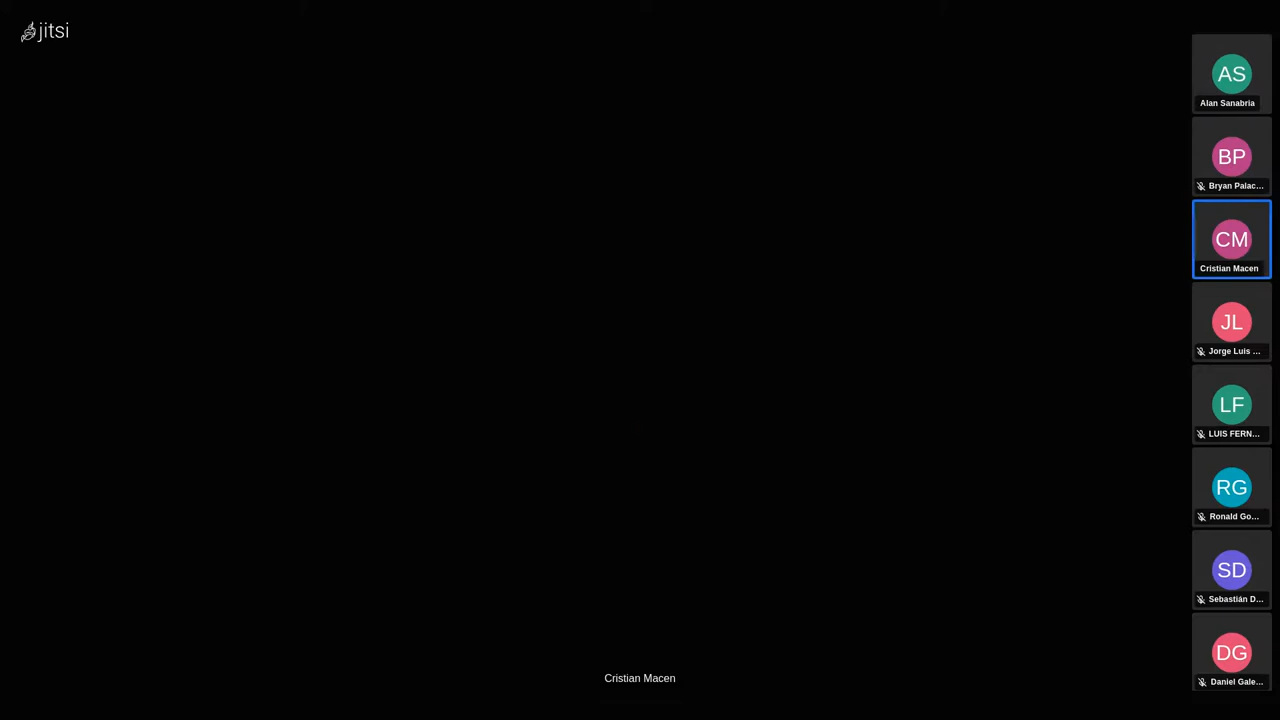 jitsi
AS
Alan Sanabria
BP
Bryan Palac...
CM
Cristian Macen
JL
Jorge Luis ...
LF
LUIS FERN...
RG
Ronald Go...
SD
Sebastián D...
DG
Daniel Gale...
Cristian Macen